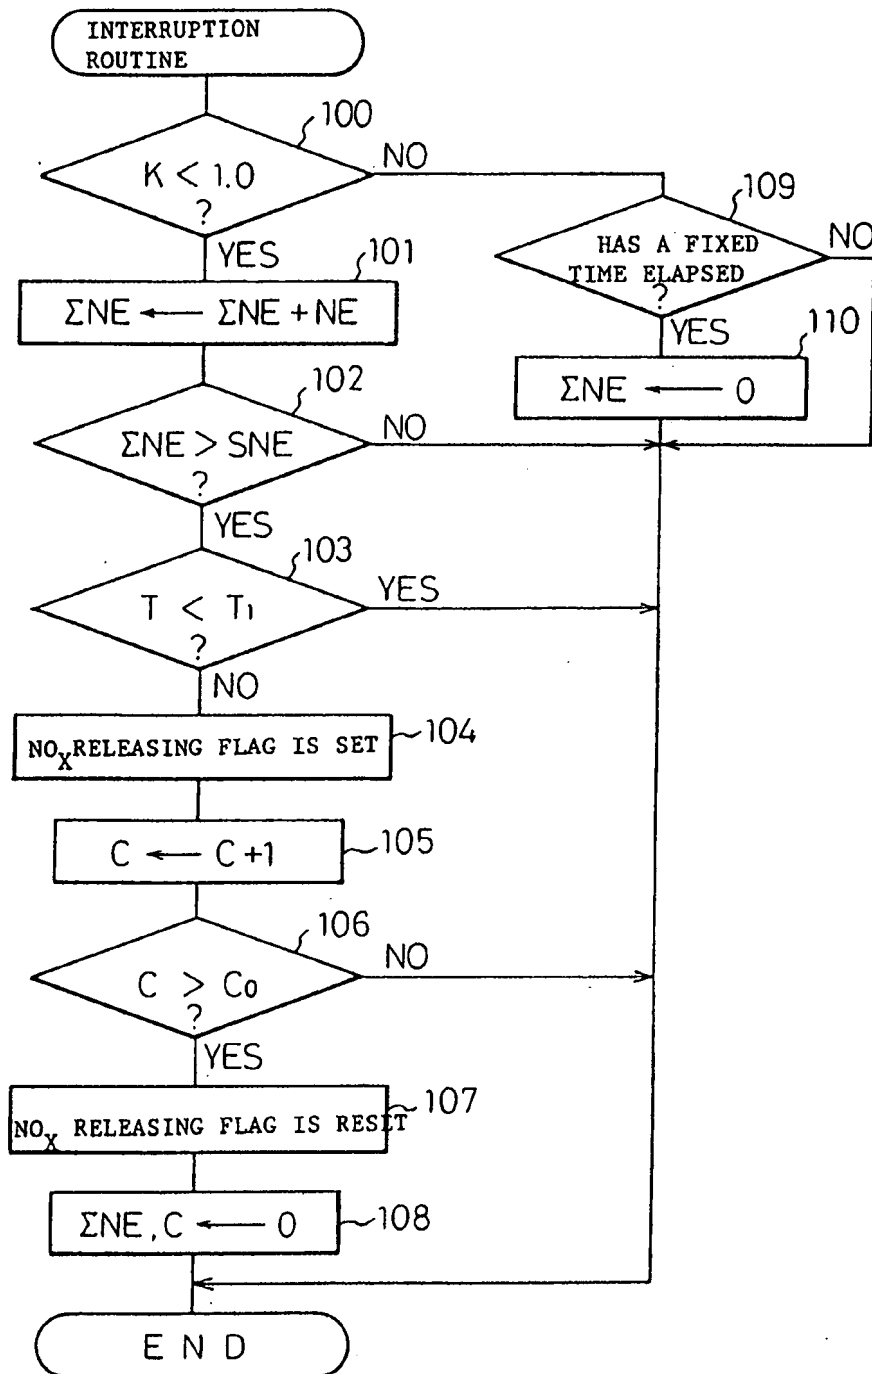 INTERRUPTION
ROUTINE
100
K < 1.0
?
NO
YES
109
HAS A FIXED
TIME ELAPSED
?
NO
YES
101
ΣNE ← ΣNE + NE
110
ΣNE ← 0
102
ΣNE > SNE
?
NO
YES
103
T < T₁
?
YES
NO
104
NOX RELEASING FLAG IS SET
105
C ← C+1
106
C > C₀
?
NO
YES
107
NOX RELEASING FLAG IS RESET
108
ΣNE, C ← 0
END